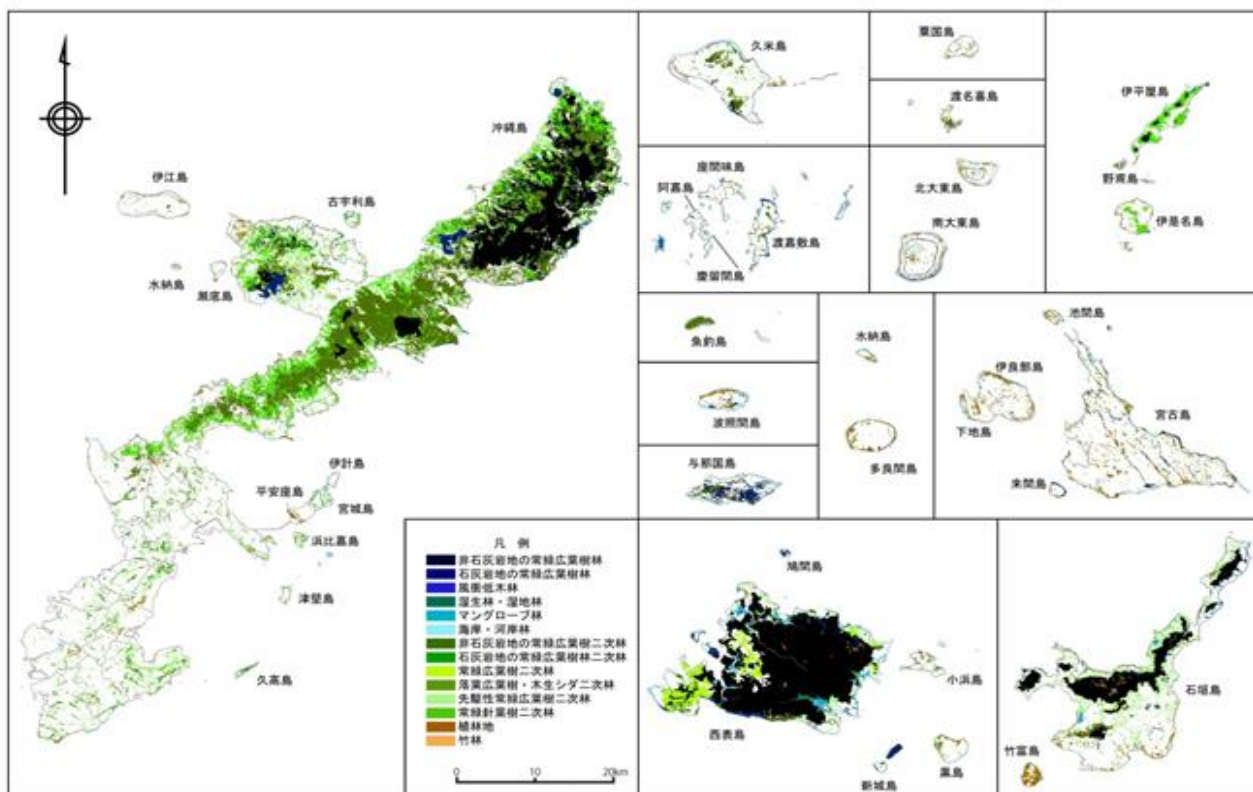 沖縄島
伊江島
古宇利島
水納島
瀬底島
伊計島
平安座島
宮城島
浜比嘉島
津堅島
久高島
久米島
粟国島
渡名喜島
伊平屋島
野甫島
伊是名島
座間味島
阿嘉島
渡嘉敷島
慶留間島
北大東島
南大東島
魚釣島
波照間島
与那国島
水納島
多良間島
池間島
伊良部島
下地島
宮古島
来間島
凡 例
非石灰岩地の常緑広葉樹林
石灰岩地の常緑広葉樹林
風衝低木林
湿生林・湿地林
マングローブ林
海岸・河岸林
非石灰岩地の常緑広葉樹二次林
石灰岩地の常緑広葉樹林二次林
常緑広葉樹二次林
落葉広葉樹・木生シダ二次林
先駆性常緑広葉樹二次林
常緑針葉樹二次林
植林地
竹林
0 10 20km
鳩間島
小浜島
西表島
新城島
黒島
石垣島
竹富島